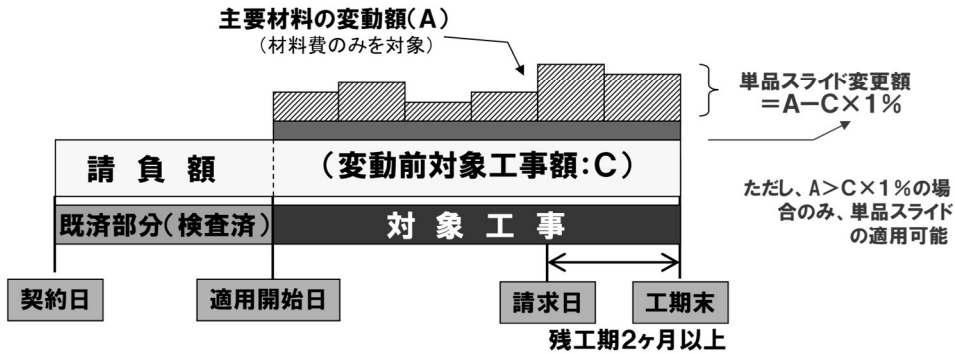 主要材料の変動額(A)
(材料費のみを対象)
単品スライド変更額
=A-C×1%
請負額
(変動前対象工事額:C)
ただし、A>C×1%の場
合のみ、単品スライド
の適用可能
既済部分(検査済)
対象工事
契約日
適用開始日
請求日
工期末
残工期2ヶ月以上